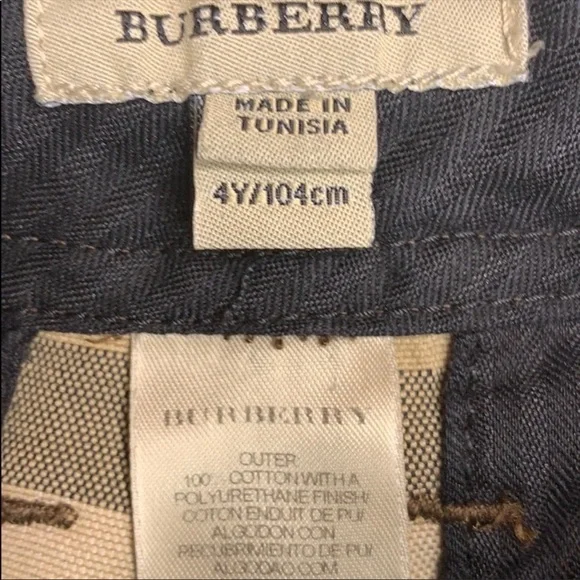 BURBERRY
MADE IN
TUNISIA
4Y/104cm
BURBERRY
OUTER
100% COTTON WITH A
POLYURETHANE FINISH/
COTON ENDUIT DE PU/
ALGODON CON
RECUBRIMIENTO DE PU/
ALGODAO COM